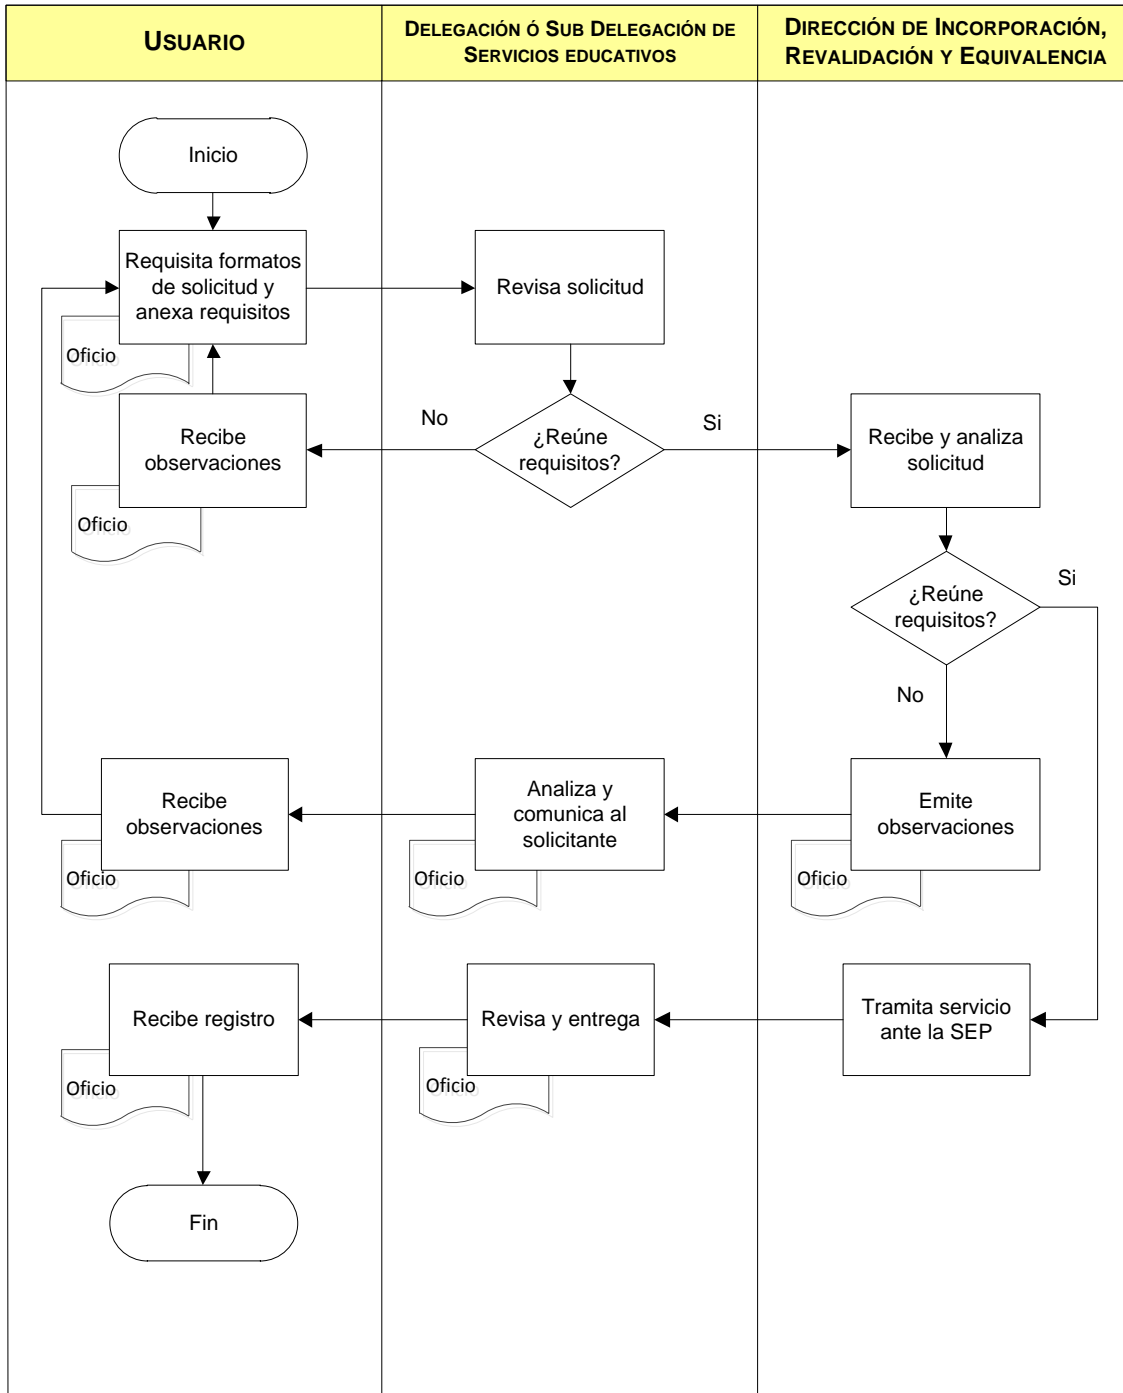 USUARIO
DELEGACIÓN Ó SUB DELEGACIÓN DE
SERVICIOS EDUCATIVOS
DIRECCIÓN DE INCORPORACIÓN,
REVALIDACIÓN Y EQUIVALENCIA
Inicio
Requisita formatos
de solicitud y
anexa requisitos
Oficio
Revisa solicitud
Recibe
observaciones
Oficio
No
¿Reúne
requisitos?
Si
Recibe y analiza
solicitud
¿Reúne
requisitos?
Si
No
Recibe
observaciones
Oficio
Analiza y
comunica al
solicitante
Oficio
Emite
observaciones
Oficio
Recibe registro
Oficio
Revisa y entrega
Oficio
Tramita servicio
ante la SEP
Fin